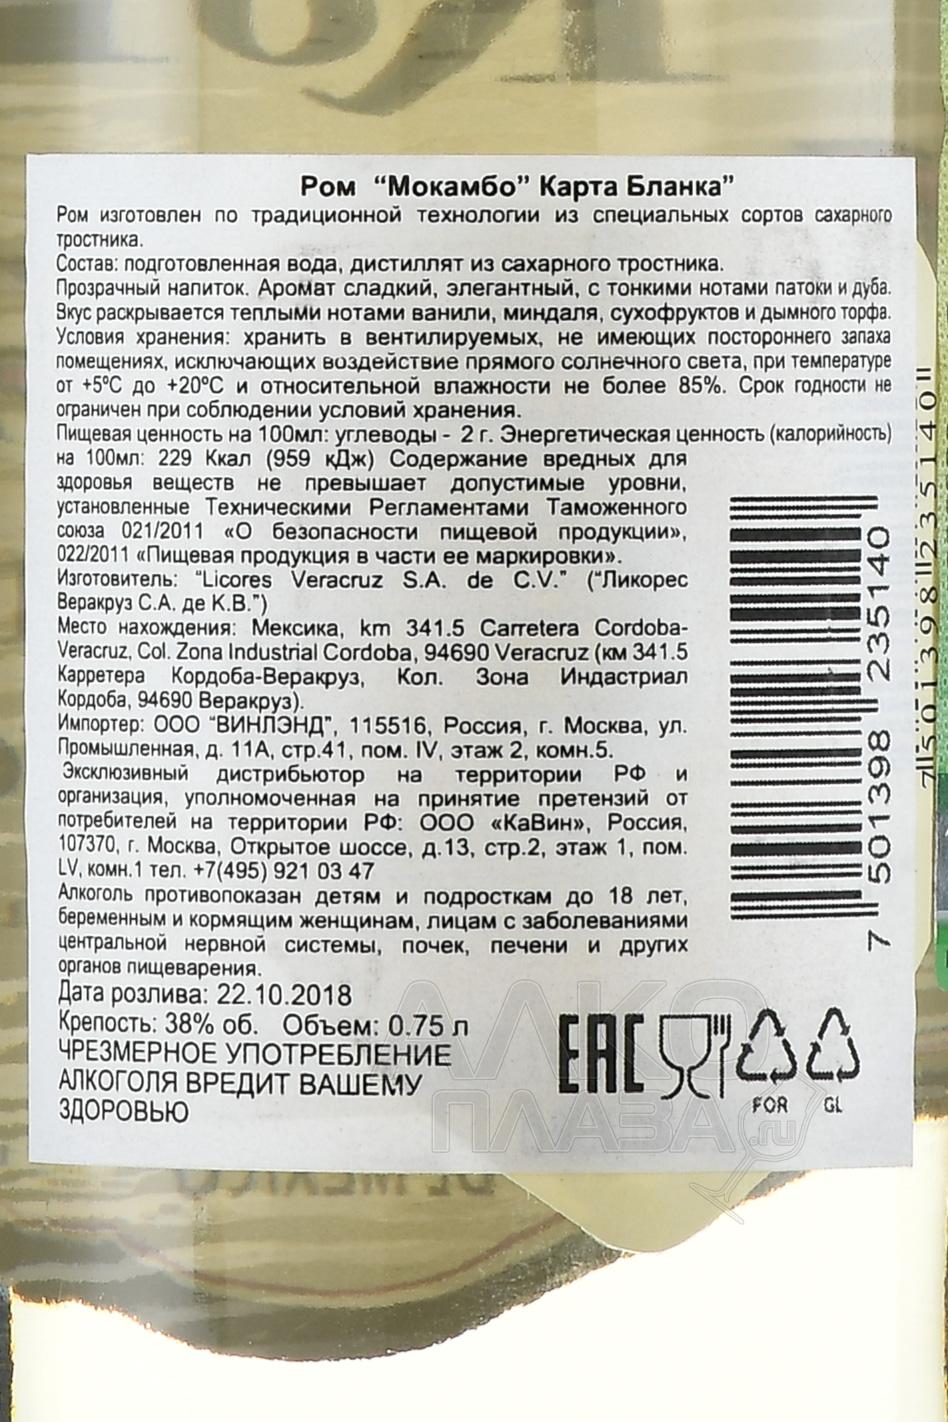 Ром “Мокамбо” Карта Бланка”
Ром изготовлен по традиционной технологии из специальных сортов сахарного
тростника.
Состав: подготовленная вода, дистиллят из сахарного тростника.
Прозрачный напиток. Аромат сладкий, элегантный, с тонкими нотами патоки и дуба.
Вкус раскрывается теплыми нотами ванили, миндаля, сухофруктов и дымного торфа.
Условия хранения: хранить в вентилируемых, не имеющих постороннего запаха
помещениях, исключающих воздействие прямого солнечного света, при температуре
от +5ºС до +20ºС и относительной влажности не более 85%. Срок годности не
ограничен при соблюдении условий хранения.
Пищевая ценность на 100мл: углеводы - 2 г. Энергетическая ценность (калорийность)
на 100мл: 229 Ккал (959 кДж) Содержание вредных для
здоровья веществ не превышает допустимые уровни,
установленные Техническими Регламентами Таможенного
союза 021/2011 «О безопасности пищевой продукции»,
022/2011 «Пищевая продукция в части ее маркировки».
Изготовитель: “Licores Veracruz S.A. de C.V.” (“Ликорес
Веракруз С.А. де К.В.”)
Место нахождения: Мексика, km 341.5 Carretera Cordoba-
Veracruz, Col. Zona Industrial Cordoba, 94690 Veracruz (км 341.5
Карретера Кордоба-Веракруз, Кол. Зона Индастриал
Кордоба, 94690 Веракруз).
Импортер: ООО “ВИНЛЭНД”, 115516, Россия, г. Москва, ул.
Промышленная, д. 11А, стр.41, пом. IV, этаж 2, комн.5.
Эксклюзивный дистрибьютор на территории РФ и
организация, уполномоченная на принятие претензий от
потребителей на территории РФ: ООО «КаВин», Россия,
107370, г. Москва, Открытое шоссе, д.13, стр.2, этаж 1, пом.
LV, комн.1 тел. +7(495) 921 03 47
Алкоголь противопоказан детям и подросткам до 18 лет,
беременным и кормящим женщинам, лицам с заболеваниями
центральной нервной системы, почек, печени и других
органов пищеварения.
Дата розлива: 22.10.2018
Крепость: 38% об. Объем: 0.75 л
ЧРЕЗМЕРНОЕ УПОТРЕБЛЕНИЕ
АЛКОГОЛЯ ВРЕДИТ ВАШЕМУ
ЗДОРОВЬЮ
7 501398 235140
7 501398 235140
EAC
FOR GL
АЛКО
ПЛАЗА.ru
DE MEXICO